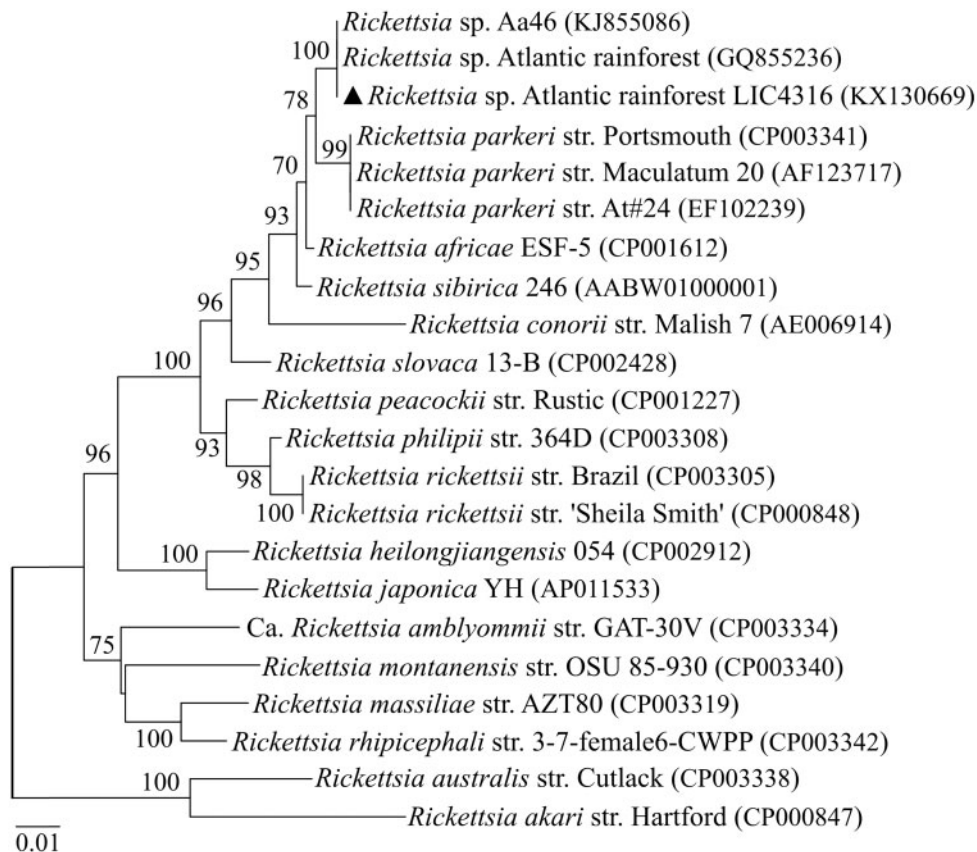 Rickettsia sp. Aa46 (KJ855086)
100
Rickettsia sp. Atlantic rainforest (GQ855236)
▲Rickettsia sp. Atlantic rainforest LIC4316 (KX130669)
78
Rickettsia parkeri str. Portsmouth (CP003341)
99
Rickettsia parkeri str. Maculatum 20 (AF123717)
70
Rickettsia parkeri str. At#24 (EF102239)
93
Rickettsia africae ESF-5 (CP001612)
95
Rickettsia sibirica 246 (AABW01000001)
96
Rickettsia conorii str. Malish 7 (AE006914)
100
Rickettsia slovaca 13-B (CP002428)
Rickettsia peacockii str. Rustic (CP001227)
93
Rickettsia philipii str. 364D (CP003308)
96
98
Rickettsia rickettsii str. Brazil (CP003305)
100
Rickettsia rickettsii str. 'Sheila Smith' (CP000848)
100
Rickettsia heilongjiangensis 054 (CP002912)
Rickettsia japonica YH (AP011533)
Ca. Rickettsia amblyommii str. GAT-30V (CP003334)
75
Rickettsia montanensis str. OSU 85-930 (CP003340)
Rickettsia massiliae str. AZT80 (CP003319)
100
Rickettsia rhipicephali str. 3-7-female6-CWPP (CP003342)
100
Rickettsia australis str. Cutlack (CP003338)
Rickettsia akari str. Hartford (CP000847)
0.01